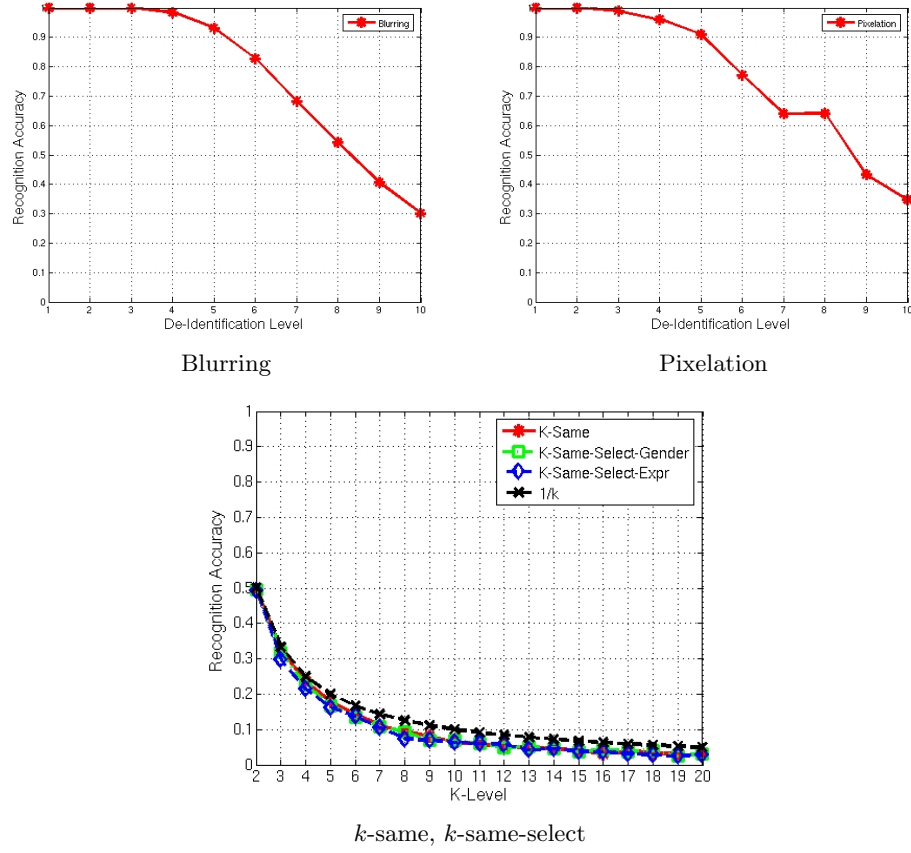 Blurring
Recognition Accuracy
0.9
0.8
0.7
0.6
0.5
0.4
0.3
0.2
0.1
0
1 2 3 4 5 6 7 8 9 10
De-Identification Level
Blurring
Pixelation
Recognition Accuracy
0.9
0.8
0.7
0.6
0.5
0.4
0.3
0.2
0.1
0
1 2 3 4 5 6 7 8 9 10
De-Identification Level
Pixelation
K-Same
K-Same-Select-Gender
K-Same-Select-Expr
1/k
Recognition Accuracy
1
0.9
0.8
0.7
0.6
0.5
0.4
0.3
0.2
0.1
0
2 3 4 5 6 7 8 9 10 11 12 13 14 15 16 17 18 19 20
K-Level
k-same, k-same-select